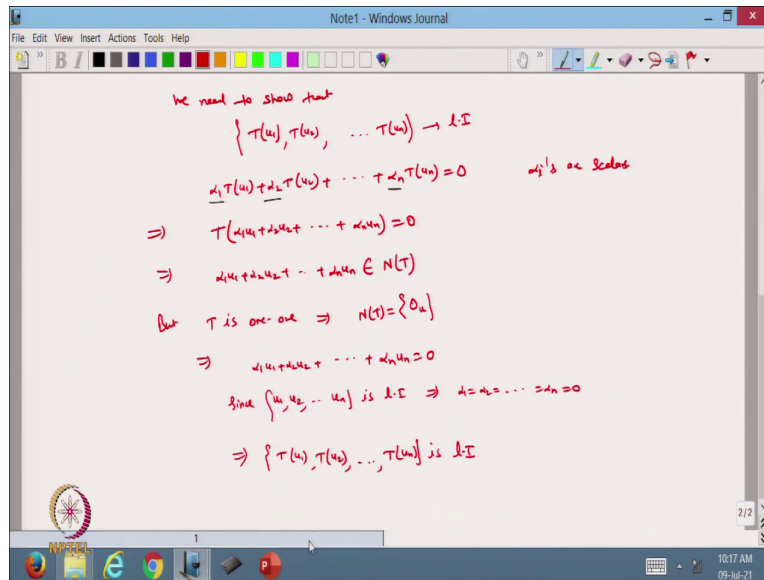 Note1 - Windows Journal
File Edit View Insert Actions Tools Help
We need to show that
{T(u₁), T(u₂), ... T(uₙ)} → l.I
α₁T(u₁)+α₂T(u₂)+ ... + αₙT(uₙ)=0 αⱼ's are scalars
⇒ T(α₁u₁+α₂u₂+ ... + αₙuₙ)=0
⇒ α₁u₁+α₂u₂+ .. +αₙuₙ ∈ N(T)
But T is one-one ⇒ N(T)={0ᵤ}
⇒ α₁u₁+α₂u₂+ ... + αₙuₙ=0
Since {u₁, u₂, .. uₙ} is l.I ⇒ α₁=α₂= ... =αₙ=0
⇒ {T(u₁), T(u₂), ..., T(uₙ)} is l.I
2/2
1
NPTEL
10:17 AM
09-Jul-21